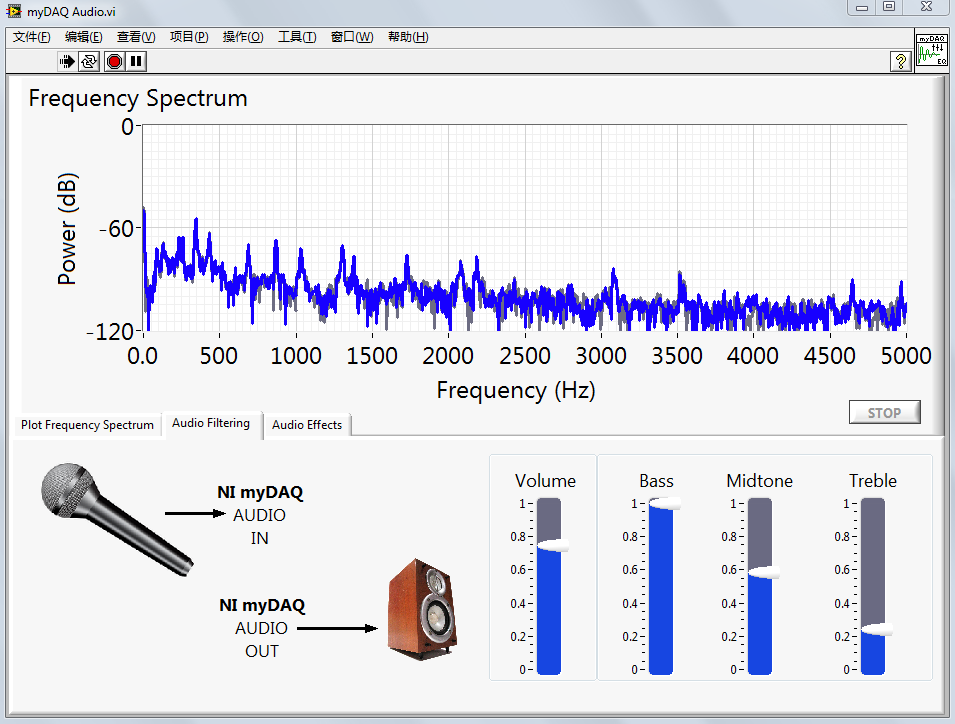 myDAQ Audio.vi
文件(F) 编辑(E) 查看(V) 项目(P) 操作(O) 工具(T) 窗口(W) 帮助(H)
myDAQ
EQ
?
Frequency Spectrum
Power (dB)
0
-60
-120
0.0 500 1000 1500 2000 2500 3000 3500 4000 4500 5000
Frequency (Hz)
STOP
Plot Frequency Spectrum Audio Filtering Audio Effects
NI myDAQ
AUDIO
IN
NI myDAQ
AUDIO
OUT
Volume Bass Midtone Treble
1 1 1 1
0.8 0.8 0.8 0.8
0.6 0.6 0.6 0.6
0.4 0.4 0.4 0.4
0.2 0.2 0.2 0.2
0 0 0 0